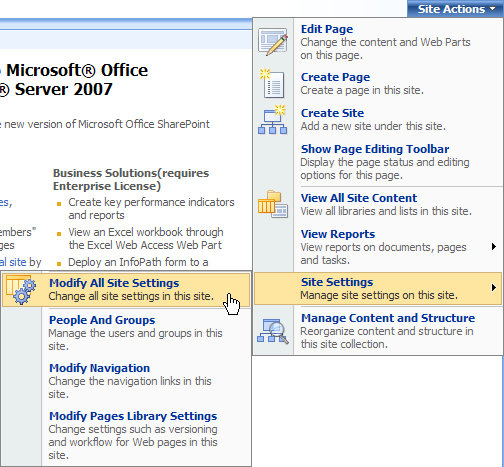 Site Actions
Edit Page
Change the content and Web Parts
on this page.
Create Page
Create a page in this site.
Create Site
Add a new site under this site.
Show Page Editing Toolbar
Display the page status and editing
options for this page.
View All Site Content
View all libraries and lists in this site.
View Reports
View reports on documents, pages
and tasks.
Site Settings
Manage site settings on this site.
Manage Content and Structure
Reorganize content and structure in
this site collection.
Microsoft® Office
® Server 2007
new version of Microsoft Office SharePoint
Business Solutions(requires
Enterprise License)
Create key performance indicators
and reports
View an Excel workbook through
the Excel Web Access Web Part
Deploy an InfoPath form to a
embers"
ges
al site by
Modify All Site Settings
Change all site settings in this site.
People And Groups
Manage the users and groups in this
site.
Modify Navigation
Change the navigation links in this
site.
Modify Pages Library Settings
Change settings such as versioning
and workflow for Web pages in this
site.